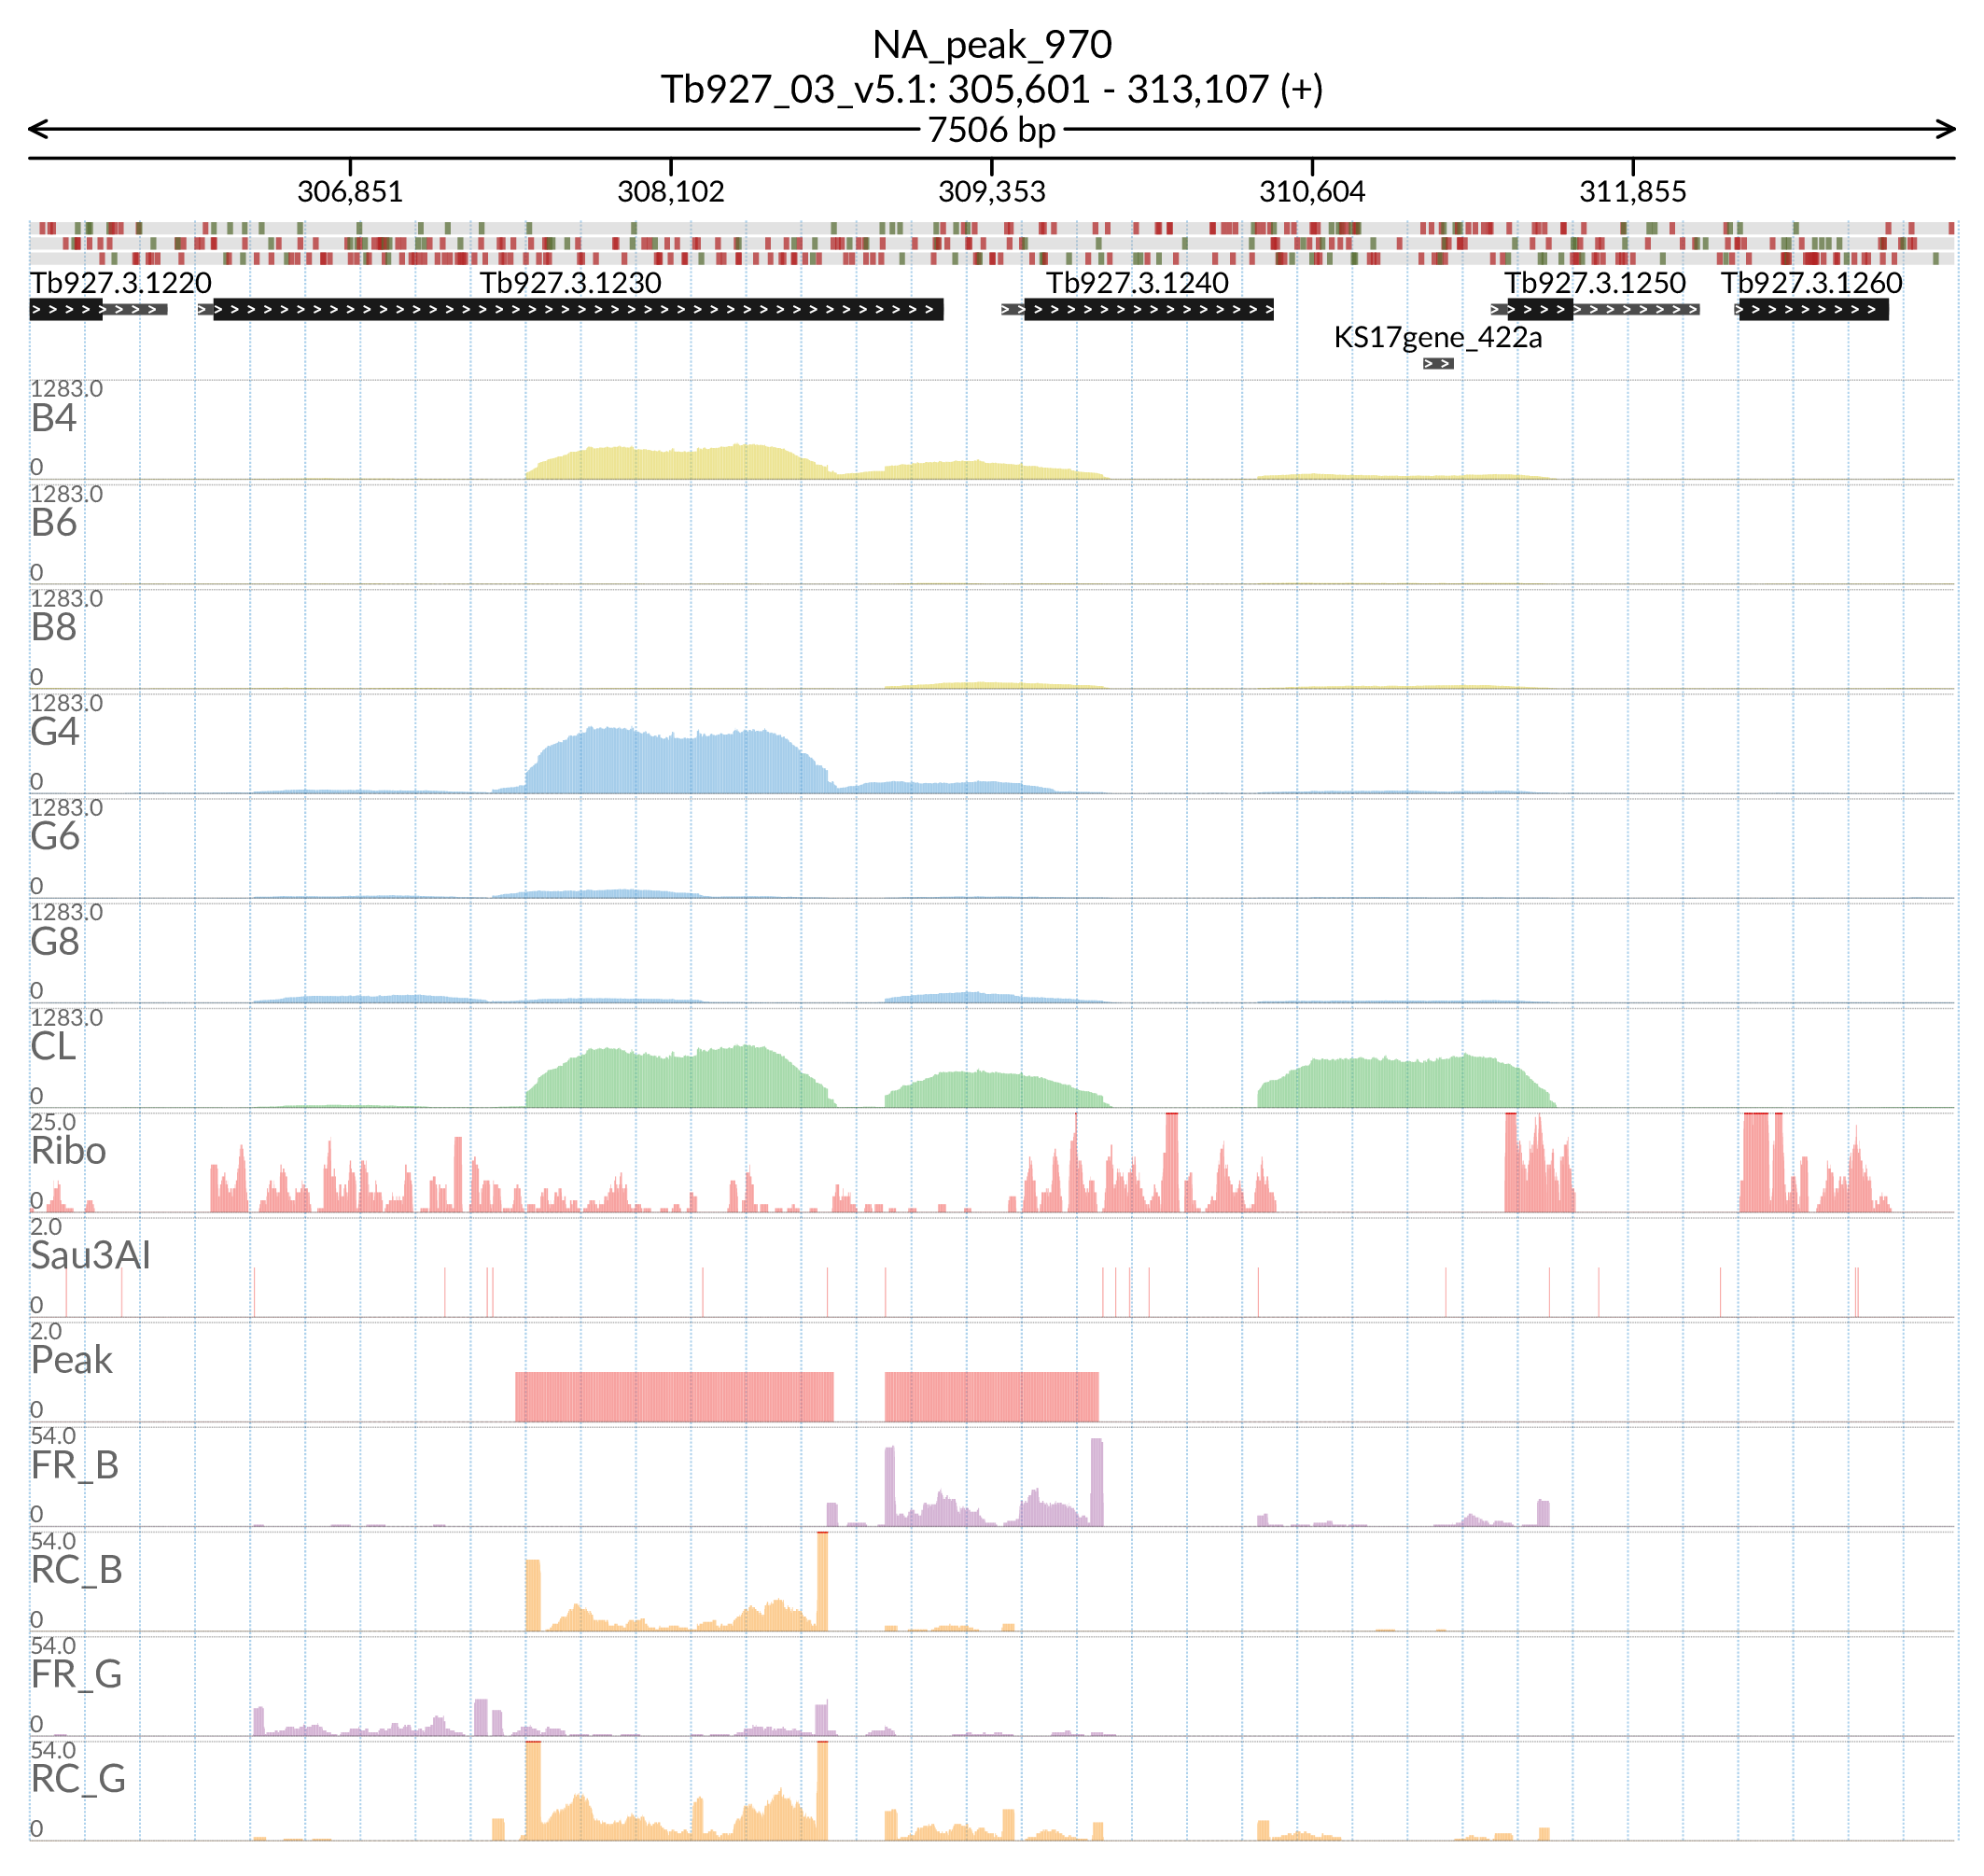 NA_peak_970
Tb927_03_v5.1: 305,601 - 313,107 (+)
7506 bp
306,851 308,102 309,353 310,604 311,855
Tb927.3.1220 Tb927.3.1230 Tb927.3.1240 Tb927.3.1250 Tb927.3.1260
KS17gene_422a
1283.0
B4
0
1283.0
B6
0
1283.0
B8
0
1283.0
G4
0
1283.0
G6
0
1283.0
G8
0
1283.0
CL
0
25.0
Ribo
0
2.0
Sau3AI
0
2.0
Peak
0
54.0
FR_B
0
54.0
RC_B
0
54.0
FR_G
0
54.0
RC_G
0